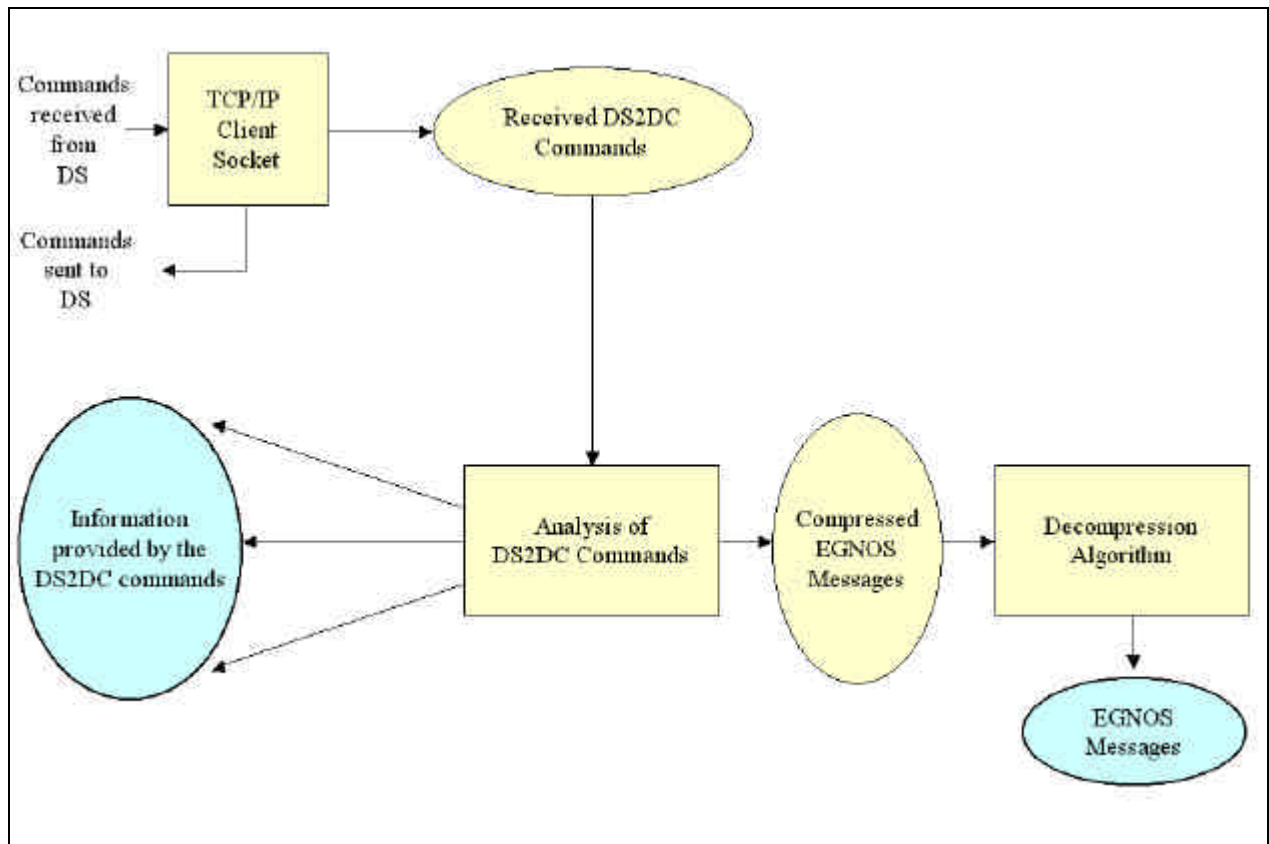 Commands
received
from
DS
TCP/IP
Client
Socket
Received DS2DC
Commands
Commands
sent to
DS
Information
provided by the
DS2DC commands
Analysis of
DS2DC Commands
Compressed
EGNOS
Messages
Decompression
Algorithm
EGNOS
Messages